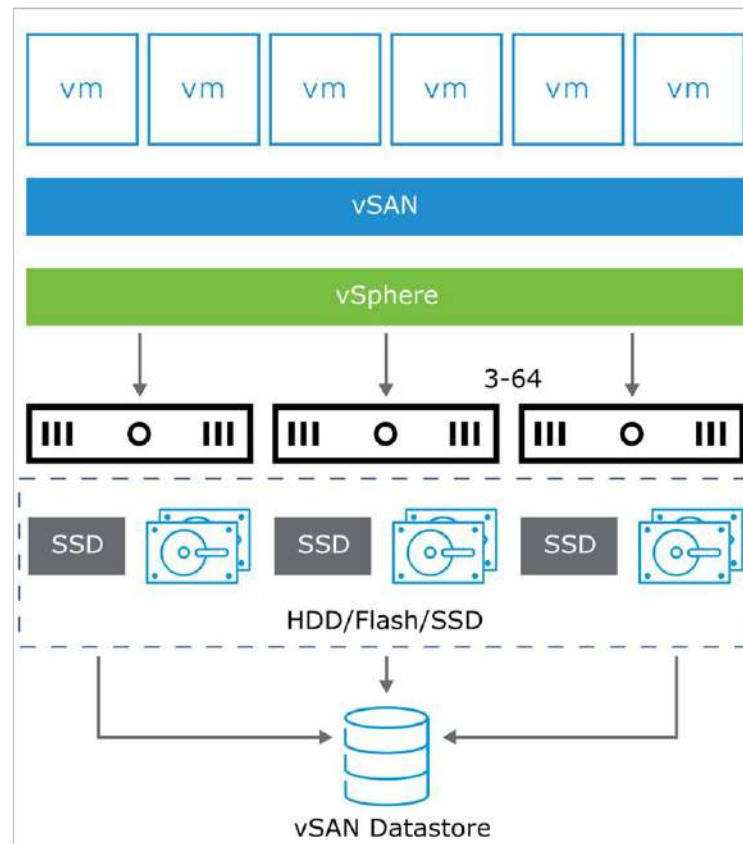 vm vm vm vm vm vm
vSAN
vSphere
3-64
SSD SSD SSD
HDD/Flash/SSD
vSAN Datastore